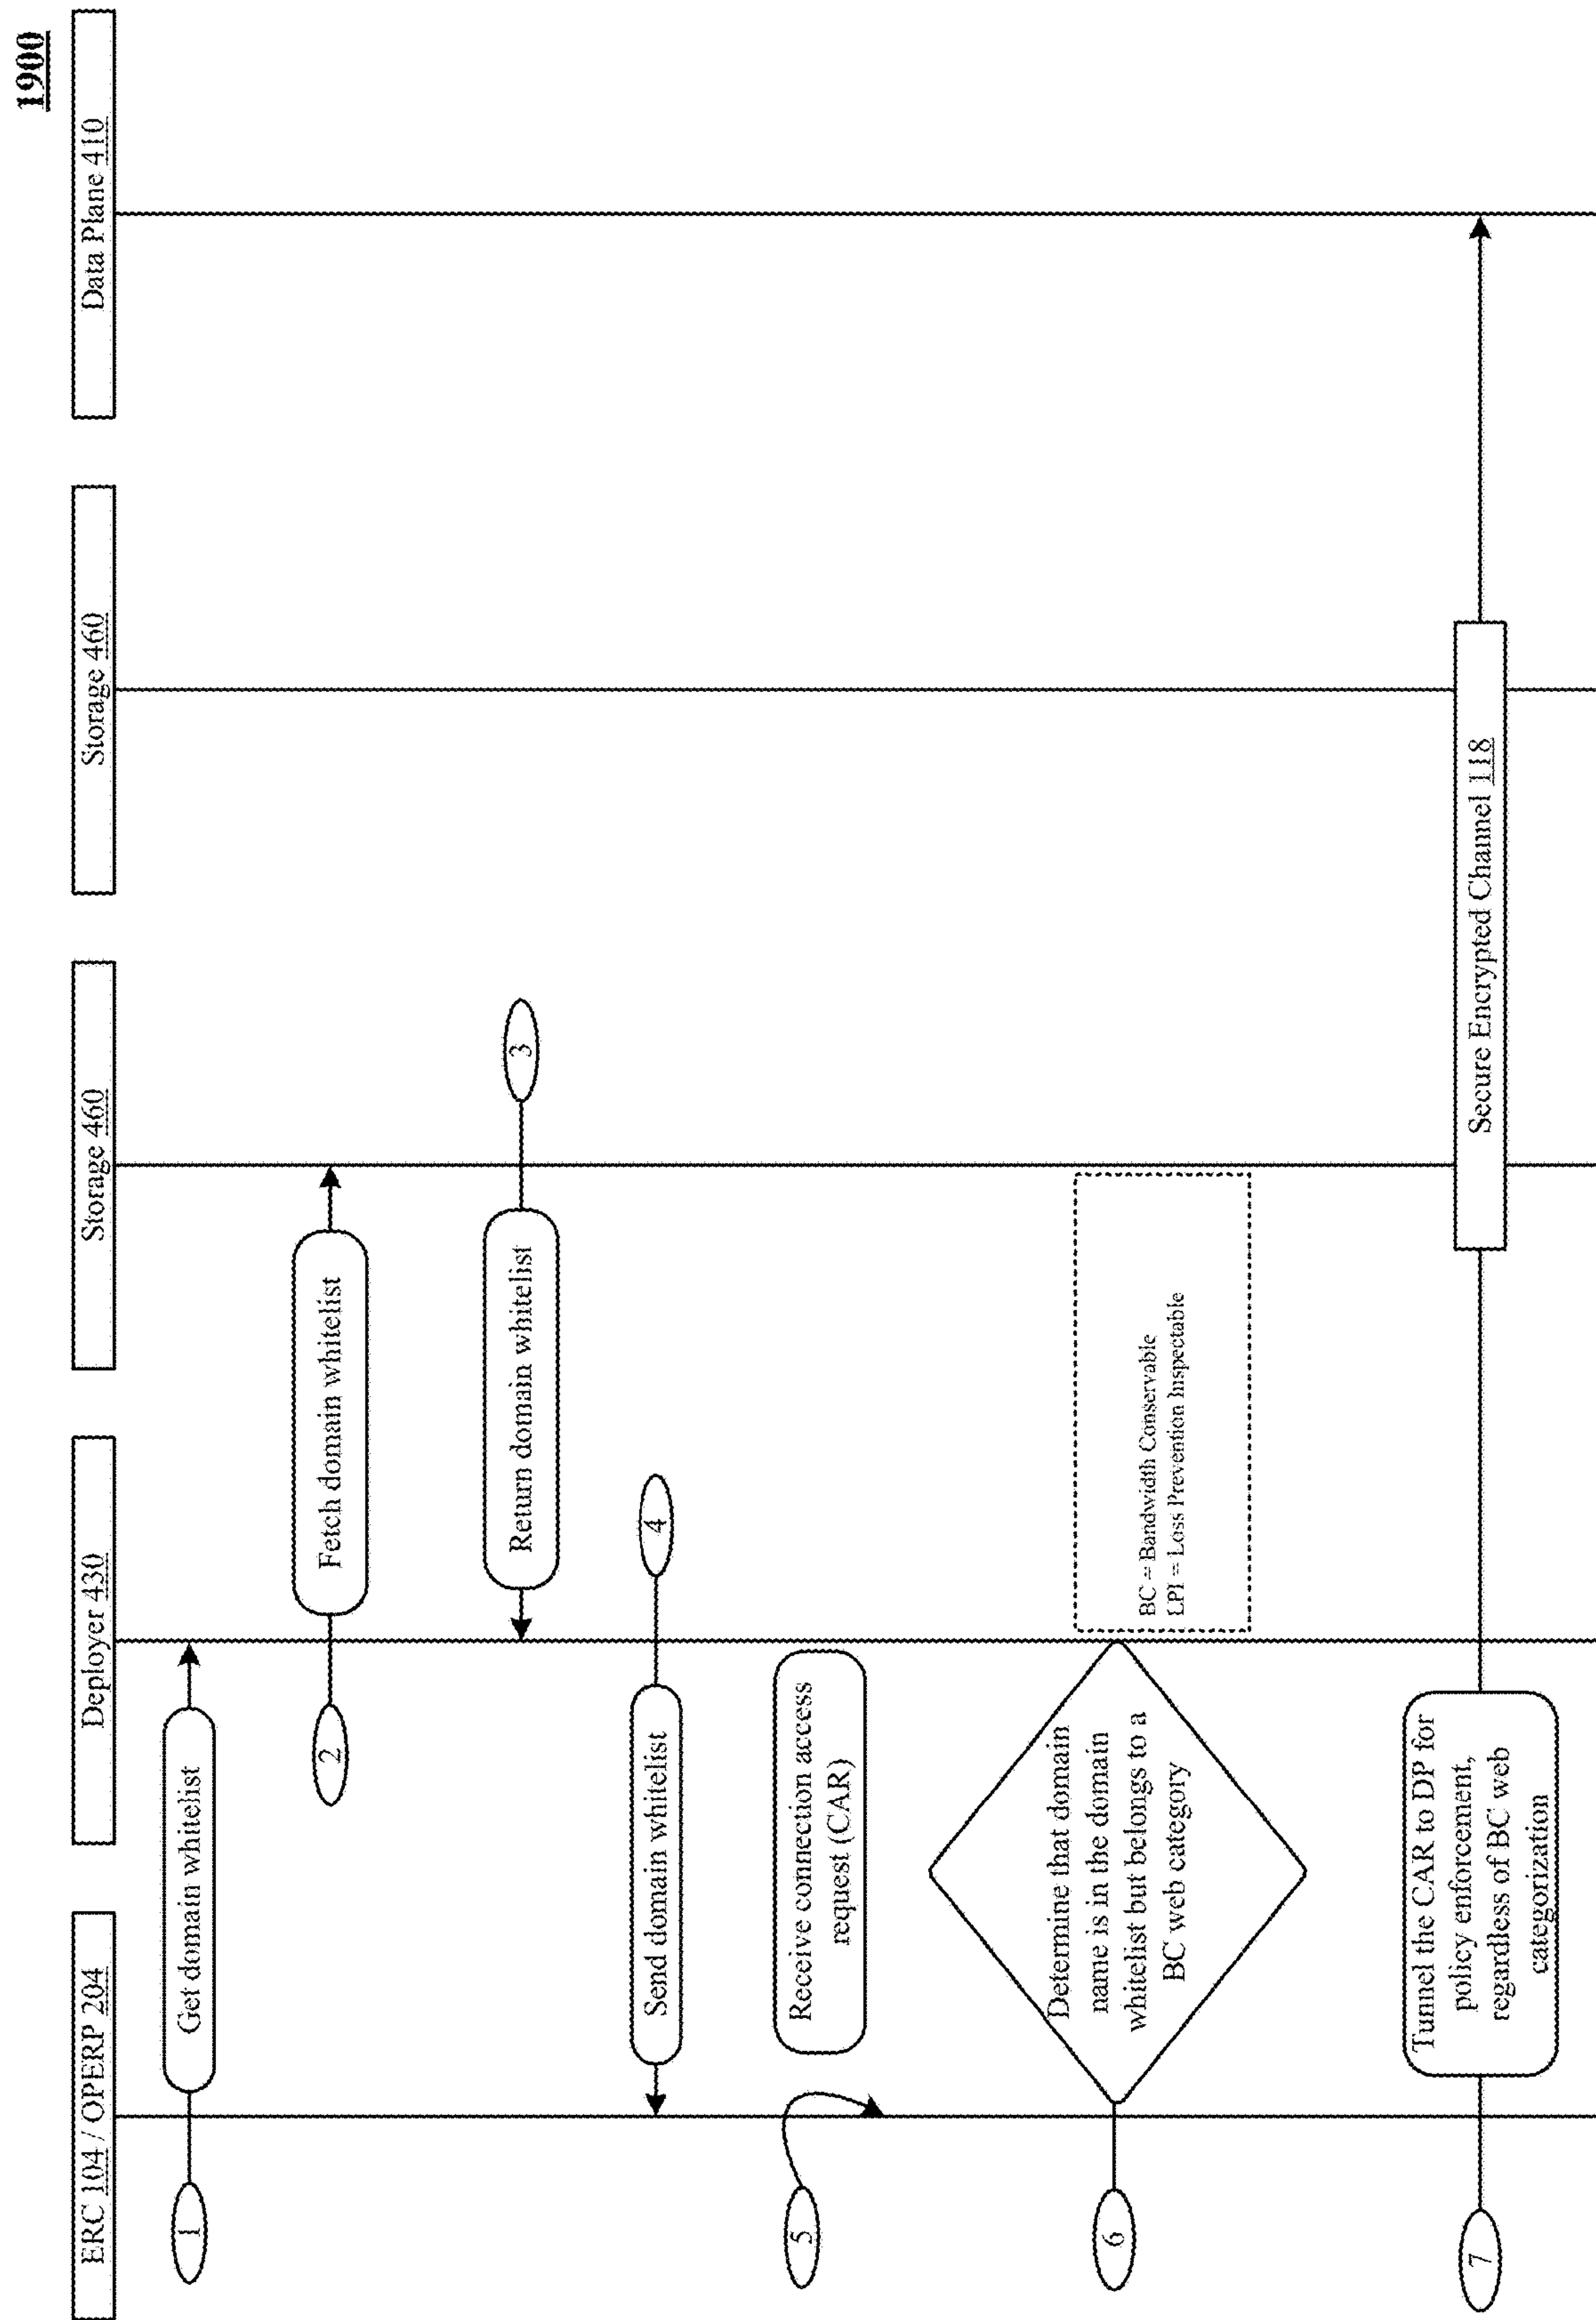 1900
ERC 104 / OPERP 204
Deployer 430
Storage 460
Storage 460
Data Plane 410
1
Get domain whitelist
2
Fetch domain whitelist
Return domain whitelist
3
Send domain whitelist
4
5
Receive connection access
request (CAR)
6
Determine that domain
name is in the domain
whitelist but belongs to a
BC web category
BC = Bandwidth Conservable
LPI = Loss Prevention Inspectable
7
Tunnel the CAR to DP for
policy enforcement,
regardless of BC web
categorization
Secure Encrypted Channel 118